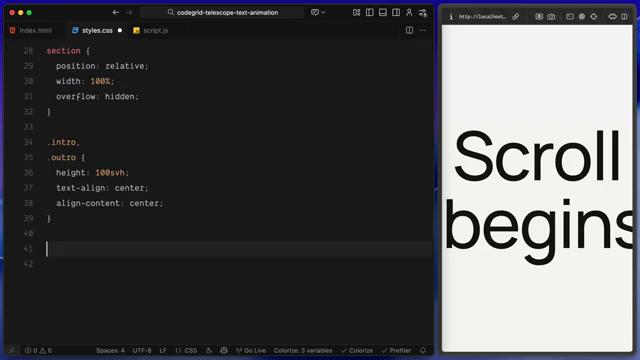 codegrid-telescope-text-animation
http://localhost...
index.html
styles.css
script.js
28 section {
29 position: relative;
30 width: 100%;
31 overflow: hidden;
32 }
33
34 .intro,
35 .outro {
36 height: 100svh;
37 text-align: center;
38 align-content: center;
39 }
40
41
42
Scroll
begins
0 0
Spaces: 4
UTF-8
LF
{} CSS
Go Live
Colorize: 3 variables
Colorize
Prettier